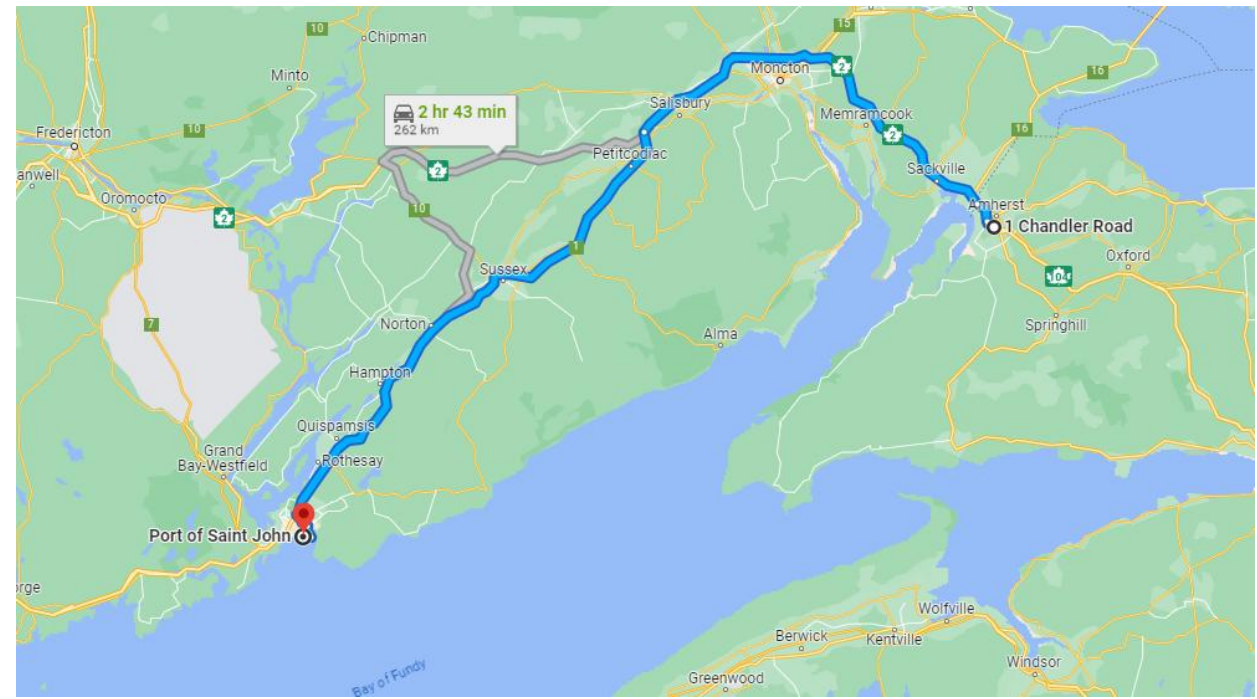 10
Chipman
15
Minto
Moncton
2
16
2 hr 43 min
262 km
Salisbury
Memramcook
Fredericton
10
2
16
Petitcodiac
anwell
2
Sackville
Oromocto
2
10
Amherst
1 Chandler Road
1
Oxford
Sussex
104
7
Norton
Springhill
Alma
Hampton
Quispamsis
Grand
Bay-Westfield
Rothesay
Port of Saint John
orge
Wolfville
Berwick
Kentville
Bay of Fundy
Windsor
Greenwood